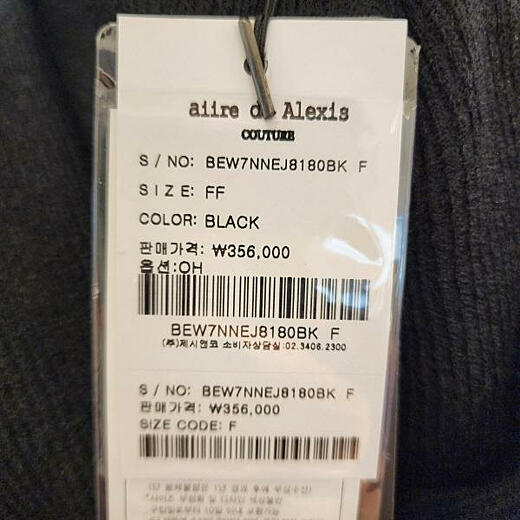 aiire de Alexis
COUTURE
S / NO: BEW7NNEJ8180BK F
S I Z E: FF
COLOR: BLACK
판매가격: ₩356,000
옵션:OH
BEW7NNEJ8180BK F
(주)제시앤코 소비자상담실:02.3406.2300
S / NO: BEW7NNEJ8180BK F
판매가격: ₩356,000
SIZE CODE: F